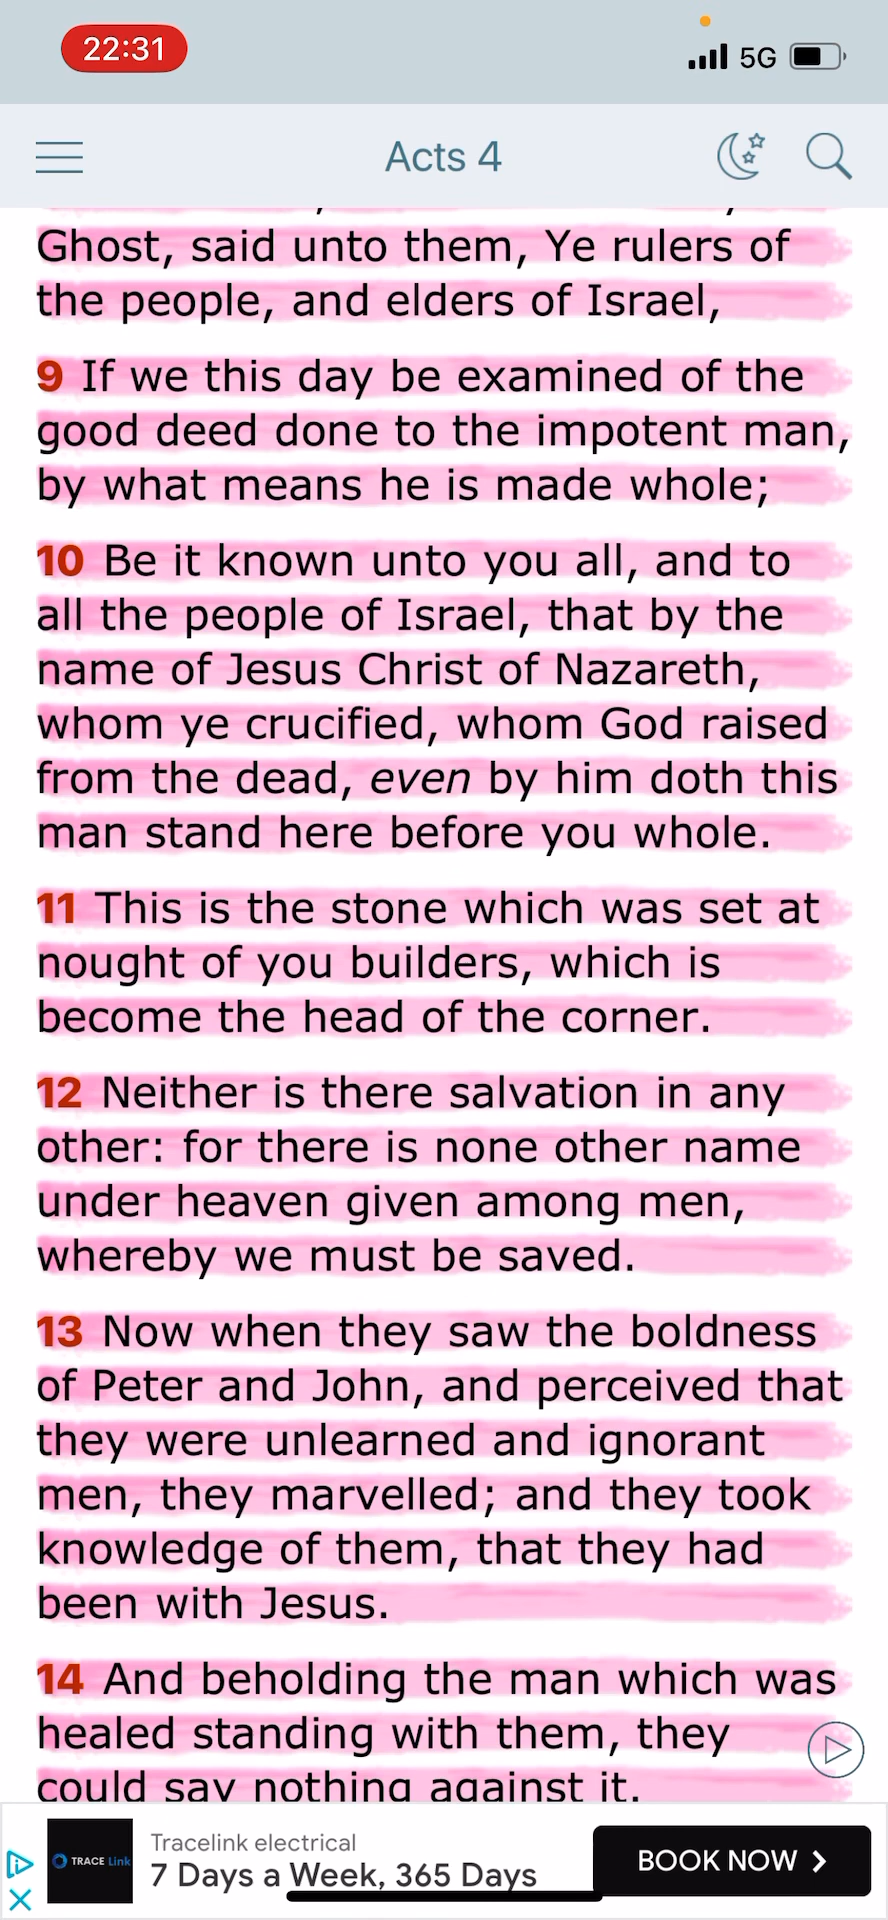 22:31
5G
Acts 4
Ghost, said unto them, Ye rulers of
the people, and elders of Israel,
9 If we this day be examined of the
good deed done to the impotent man,
by what means he is made whole;
10 Be it known unto you all, and to
all the people of Israel, that by the
name of Jesus Christ of Nazareth,
whom ye crucified, whom God raised
from the dead, even by him doth this
man stand here before you whole.
11 This is the stone which was set at
nought of you builders, which is
become the head of the corner.
12 Neither is there salvation in any
other: for there is none other name
under heaven given among men,
whereby we must be saved.
13 Now when they saw the boldness
of Peter and John, and perceived that
they were unlearned and ignorant
men, they marvelled; and they took
knowledge of them, that they had
been with Jesus.
14 And beholding the man which was
healed standing with them, they
could say nothing against it.
TRACE Link
Tracelink electrical
7 Days a Week, 365 Days
BOOK NOW